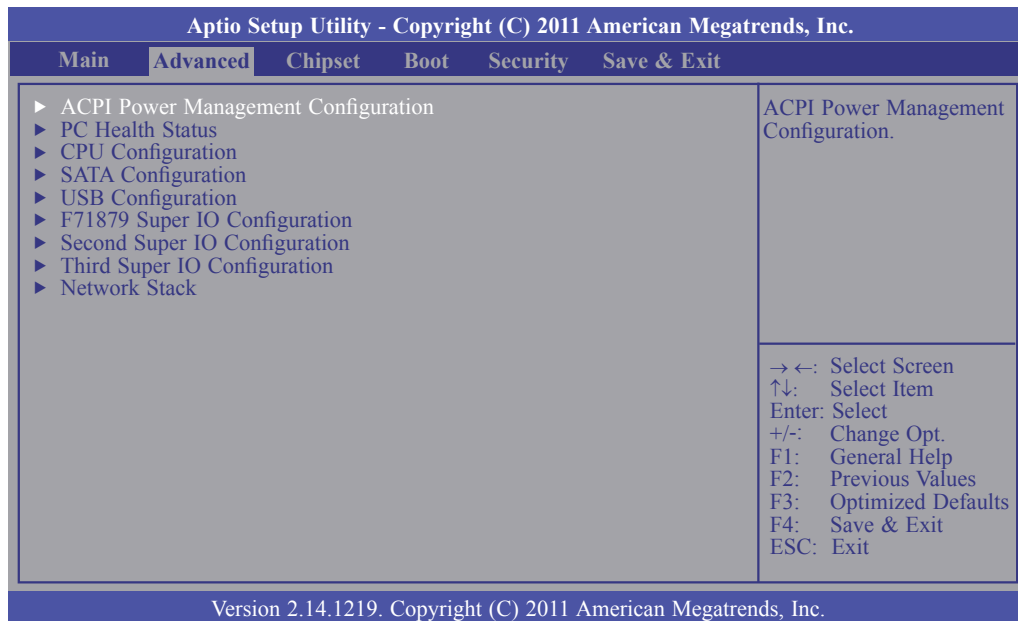 Aptio Setup Utility - Copyright (C) 2011 American Megatrends, Inc.
Main Advanced Chipset Boot Security Save & Exit
► ACPI Power Management Configuration
► PC Health Status
► CPU Configuration
► SATA Configuration
► USB Configuration
► F71879 Super IO Configuration
► Second Super IO Configuration
► Third Super IO Configuration
► Network Stack
ACPI Power Management
Configuration.
→ ←: Select Screen
↑↓: Select Item
Enter: Select
+/-: Change Opt.
F1: General Help
F2: Previous Values
F3: Optimized Defaults
F4: Save & Exit
ESC: Exit
Version 2.14.1219. Copyright (C) 2011 American Megatrends, Inc.